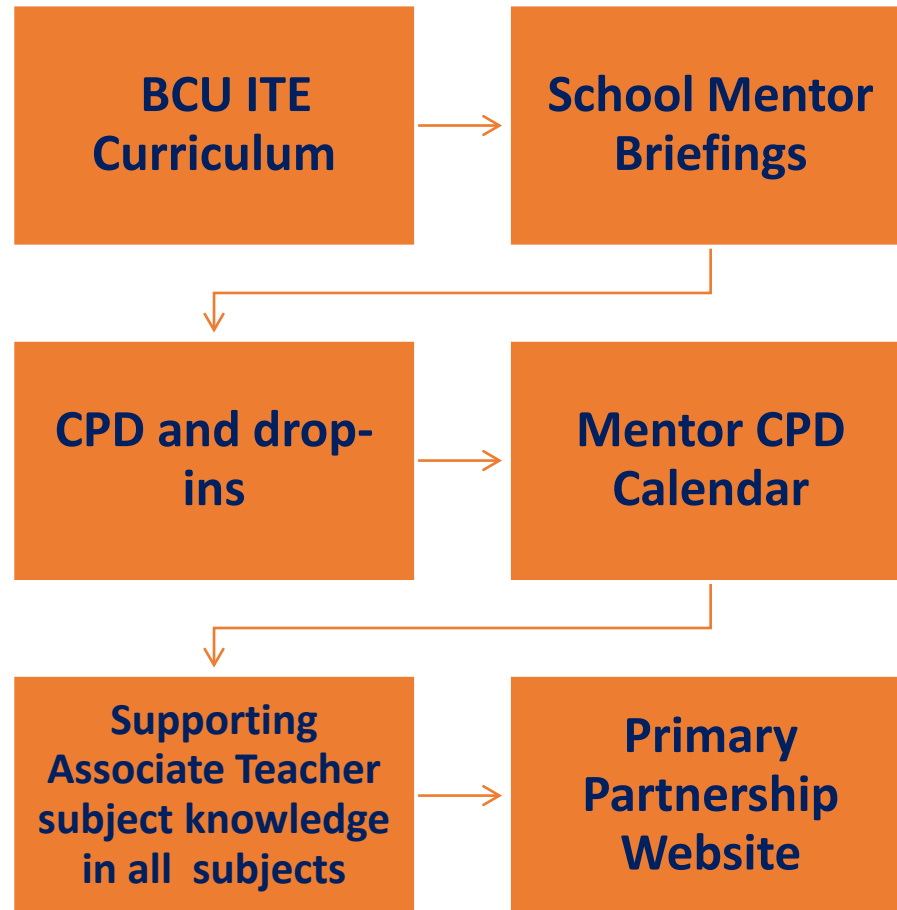 BCU ITE
Curriculum
School Mentor
Briefings
CPD and drop-
ins
Mentor CPD
Calendar
Supporting
Associate Teacher
subject knowledge
in all  subjects
Primary
Partnership
Website